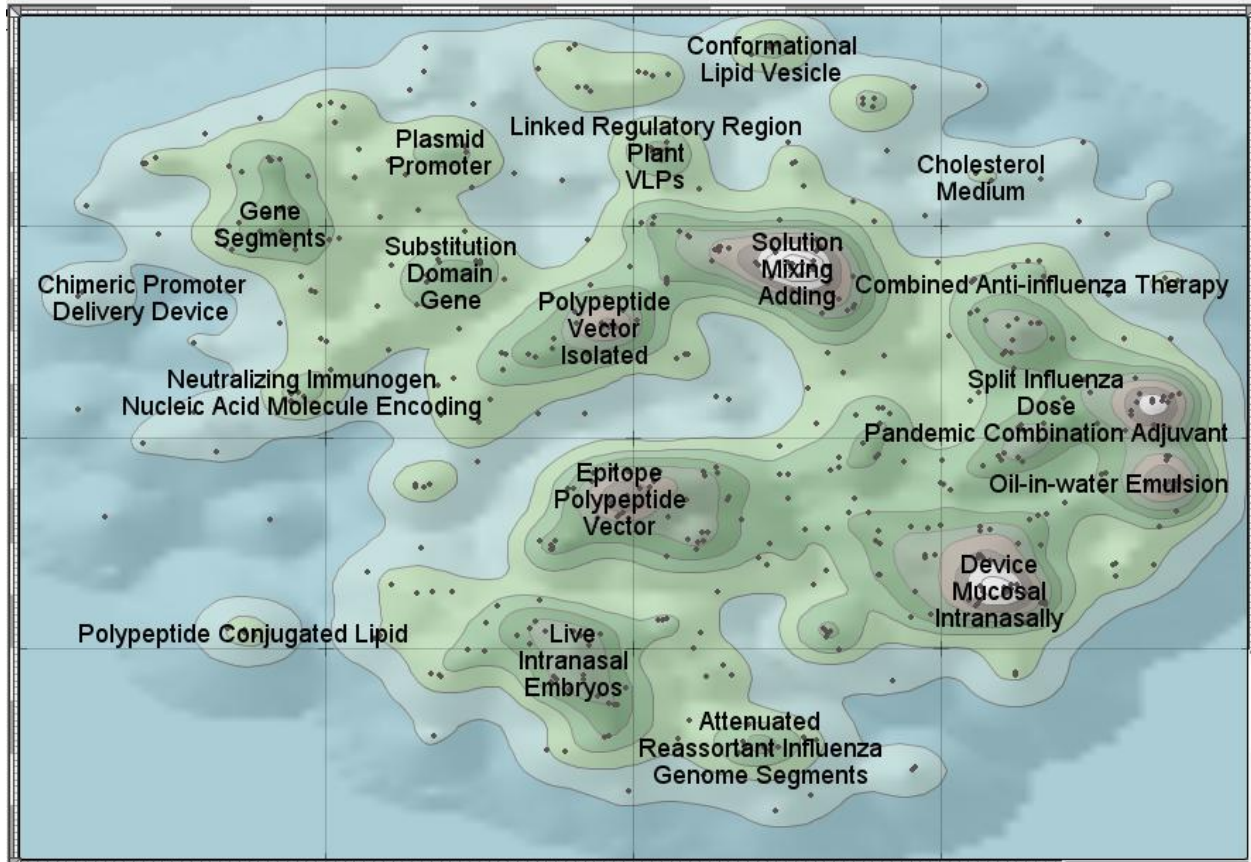 Conformational
Lipid Vesicle
Linked Regulatory Region
Plant
VLPs
Plasmid
Promoter
Cholesterol
Medium
Gene
Segments
Substitution
Domain
Gene
Solution
Mixing
Adding
Chimeric Promoter
Delivery Device
Combined Anti-influenza Therapy
Polypeptide
Vector
Isolated
Neutralizing Immunogen
Nucleic Acid Molecule Encoding
Split Influenza
Dose
Pandemic Combination Adjuvant
Epitope
Polypeptide
Vector
Oil-in-water Emulsion
Device
Mucosal
Intranasally
Polypeptide Conjugated Lipid
Live
Intranasal
Embryos
Attenuated
Reassortant Influenza
Genome Segments